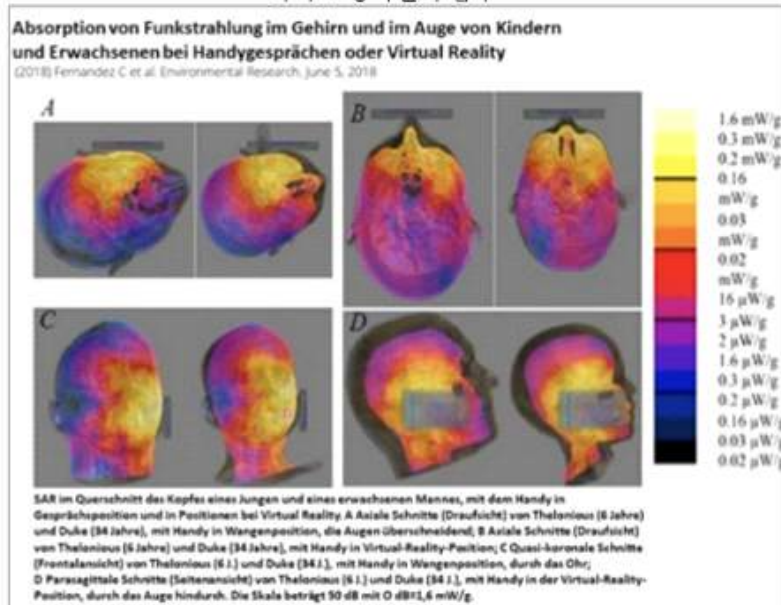 Absorption von Funkstrahlung im Gehirn und im Auge von Kindern
und Erwachsenen bei Handygesprächen oder Virtual Reality
(2018) Fernandez C et al. Environmental Research, June 5, 2018
A
B
1.6 mW/g
0.3 mW/g
0.2 mW/g
0.16
mW/g
0.03
mW/g
0.02
mW/g
16 µW/g
3 µW/g
2 µW/g
1.6 µW/g
0.3 µW/g
0.2 µW/g
0.16 µW/g
0.03 µW/g
0.02 µW/g
C
D
SAR im Querschnitt des Kopfes eines Jungen und eines erwachsenen Mannes, mit dem Handy in
Gesprächsposition und in Positionen bei Virtual Reality. A Axiale Schnitte (Draufsicht) von Thelonious (6 Jahre)
und Duke (34 Jahre), mit Handy in Wangenposition, die Augen überschneidend; B Axiale Schnitte (Draufsicht)
von Thelonious (6 Jahre) und Duke (34 Jahre), mit Handy in Virtual-Reality-Position; C Quasi-koronale Schnitte
(Frontalansicht) von Thelonious (6 J.) und Duke (34 J.), mit Handy in Wangenposition, durch das Ohr;
D Parasagittale Schnitte (Seitenansicht) von Thelonious (6 J.) und Duke (34 J.), mit Handy in der Virtual-Reality-
Position, durch das Auge hindurch. Die Skala beträgt 50 dB mit 0 dB=1,6 mW/g.